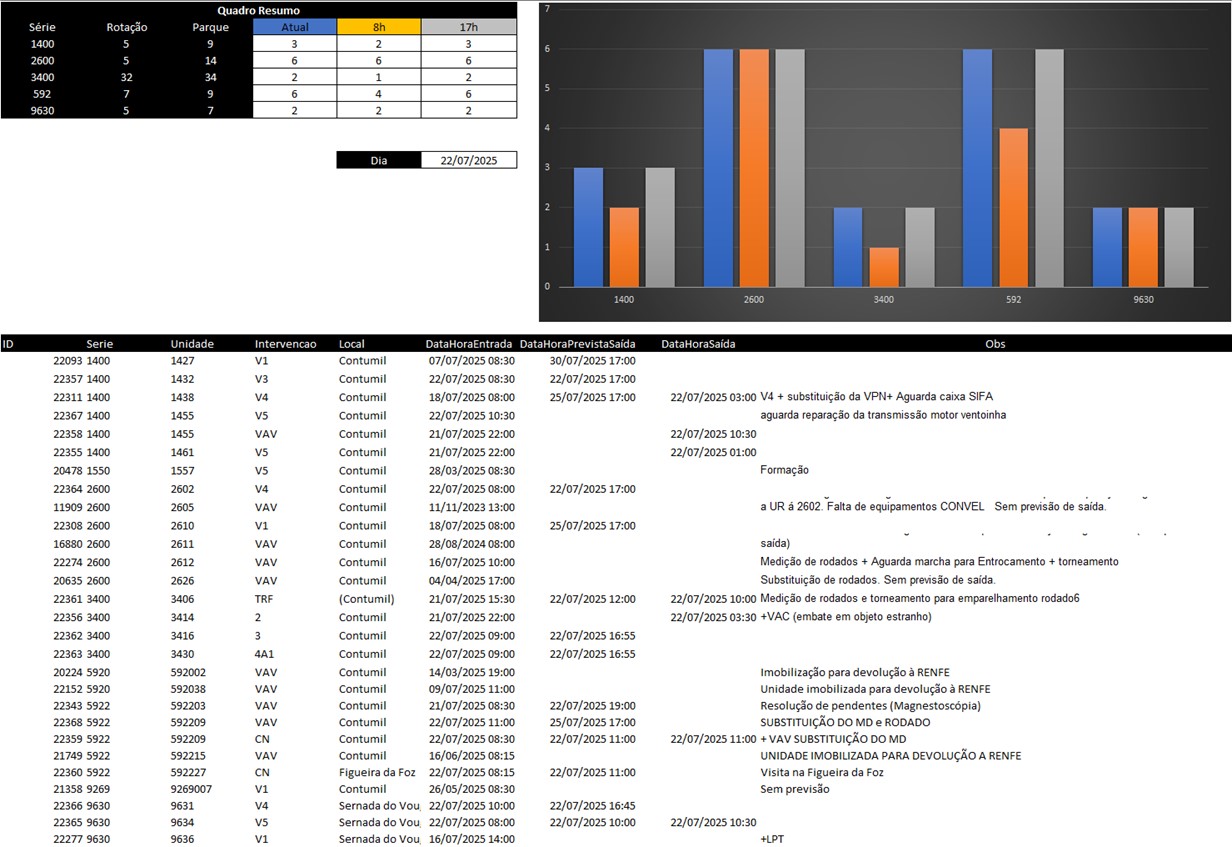 Quadro Resumo
Série Rotação Parque Atual 8h 17h
1400 5 9 3 2 3
2600 5 14 6 6 6
3400 32 34 2 1 2
592 7 9 6 4 6
9630 5 7 2 2 2
Dia 22/07/2025
7
6
5
4
3
2
1
0
1400 2600 3400 592 9630
ID Serie Unidade Intervencao Local DataHoraEntrada DataHoraPrevistaSaída DataHoraSaída Obs
22093 1400 1427 V1 Contumil 07/07/2025 08:30 30/07/2025 17:00
22357 1400 1432 V3 Contumil 22/07/2025 08:30 22/07/2025 17:00
22311 1400 1438 V4 Contumil 18/07/2025 08:00 25/07/2025 17:00 22/07/2025 03:00 V4 + substituição da VPN+ Aguarda caixa SIFA
22367 1400 1455 V5 Contumil 22/07/2025 10:30 aguarda reparação da transmissão motor ventoinha
22358 1400 1455 VAV Contumil 21/07/2025 22:00 22/07/2025 10:30
22355 1400 1461 V5 Contumil 21/07/2025 22:00 22/07/2025 01:00
20478 1550 1557 V5 Contumil 28/03/2025 08:30 Formação
22364 2600 2602 V4 Contumil 22/07/2025 08:00 22/07/2025 17:00
11909 2600 2605 VAV Contumil 11/11/2023 13:00 a UR á 2602. Falta de equipamentos CONVEL Sem previsão de saída.
22308 2600 2610 V1 Contumil 18/07/2025 08:00 25/07/2025 17:00
16880 2600 2611 VAV Contumil 28/08/2024 08:00 saída)
22274 2600 2612 VAV Contumil 16/07/2025 10:00 Medição de rodados + Aguarda marcha para Entrocamento + torneamento
20635 2600 2626 VAV Contumil 04/04/2025 17:00 Substituição de rodados. Sem previsão de saída.
22361 3400 3406 TRF (Contumil) 21/07/2025 15:30 22/07/2025 12:00 22/07/2025 10:00 Medição de rodados e torneamento para emparelhamento rodado6
22356 3400 3414 2 Contumil 21/07/2025 22:00 22/07/2025 03:30 +VAC (embate em objeto estranho)
22362 3400 3416 3 Contumil 22/07/2025 09:00 22/07/2025 16:55
22363 3400 3430 4A1 Contumil 22/07/2025 09:00 22/07/2025 16:55
20224 5920 592002 VAV Contumil 14/03/2025 19:00 Imobilização para devolução à RENFE
22152 5920 592038 VAV Contumil 09/07/2025 11:00 Unidade imobilizada para devolução à RENFE
22343 5922 592203 VAV Contumil 21/07/2025 08:30 22/07/2025 19:00 Resolução de pendentes (Magnestoscópia)
22368 5922 592209 VAV Contumil 22/07/2025 11:00 25/07/2025 17:00 SUBSTITUIÇÃO DO MD e RODADO
22359 5922 592209 CN Contumil 22/07/2025 08:30 22/07/2025 11:00 22/07/2025 11:00 + VAV SUBSTITUIÇÃO DO MD
21749 5922 592215 VAV Contumil 16/06/2025 08:15 UNIDADE IMOBILIZADA PARA DEVOLUÇÃO A RENFE
22360 5922 592227 CN Figueira da Foz 22/07/2025 08:15 22/07/2025 11:00 Visita na Figueira da Foz
21358 9269 9269007 V1 Contumil 26/05/2025 08:30 Sem previsão
22366 9630 9631 V4 Sernada do Vou 22/07/2025 10:00 22/07/2025 16:45
22365 9630 9634 V5 Sernada do Vou 22/07/2025 08:00 22/07/2025 10:00 22/07/2025 10:30
22277 9630 9636 V1 Sernada do Vou 16/07/2025 14:00 +LPT